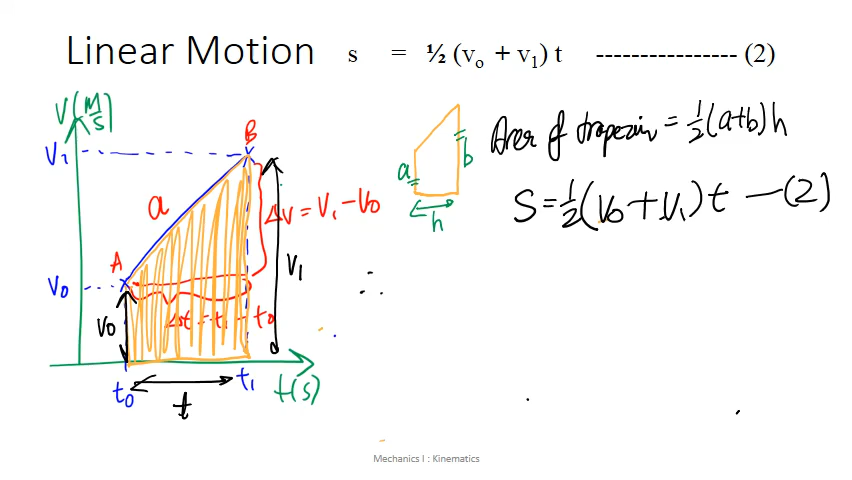 Linear Motion s = ½ (vo + v1) t ---------------- (2)
V(M/S)
B
V1
a
ΔV = V1 - V0
A
V0
V0
Δt = t1 - t0
V1
t0
t1
t(s)
t
a
b
h
Area of trapezium = 1/2 (a+b) h
S = 1/2 (V0 + V1) t — (2)
∴
Mechanics I : Kinematics